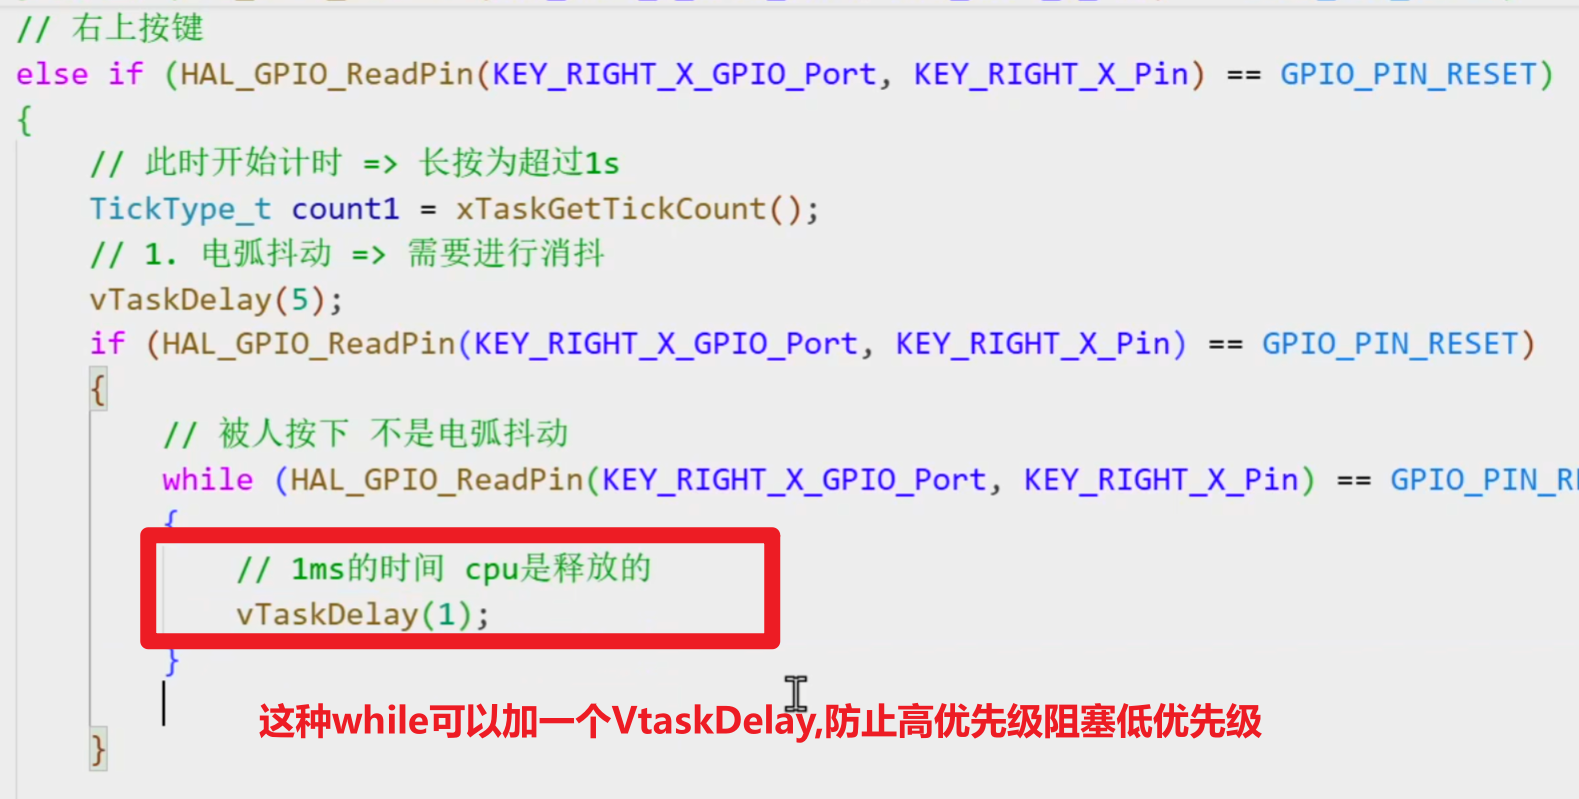 // 右上按键
else if (HAL_GPIO_ReadPin(KEY_RIGHT_X_GPIO_Port, KEY_RIGHT_X_Pin) == GPIO_PIN_RESET)
{
// 此时开始计时 => 长按为超过1s
TickType_t count1 = xTaskGetTickCount();
// 1. 电弧抖动 => 需要进行消抖
vTaskDelay(5);
if (HAL_GPIO_ReadPin(KEY_RIGHT_X_GPIO_Port, KEY_RIGHT_X_Pin) == GPIO_PIN_RESET)
{
// 被人按下 不是电弧抖动
while (HAL_GPIO_ReadPin(KEY_RIGHT_X_GPIO_Port, KEY_RIGHT_X_Pin) == GPIO_PIN_R
{
// 1ms的时间 cpu是释放的
vTaskDelay(1);
}
这种while可以加一个VtaskDelay,防止高优先级阻塞低优先级
}